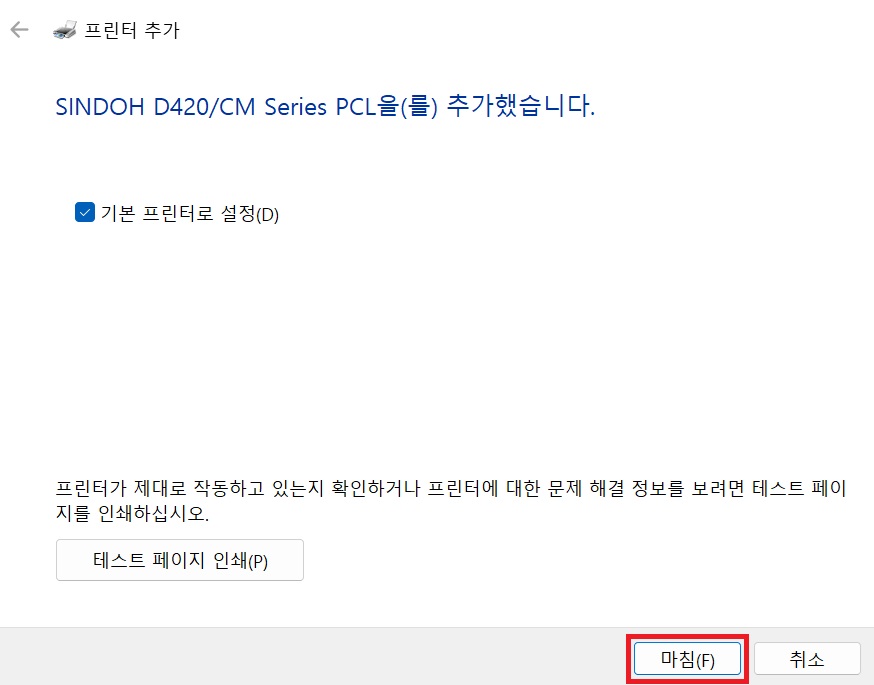 프린터 추가
SINDOH D420/CM Series PCL을(를) 추가했습니다.
기본 프린터로 설정(D)
프린터가 제대로 작동하고 있는지 확인하거나 프린터에 대한 문제 해결 정보를 보려면 테스트 페이
지를 인쇄하십시오.
테스트 페이지 인쇄(P)
마침(F) 취소